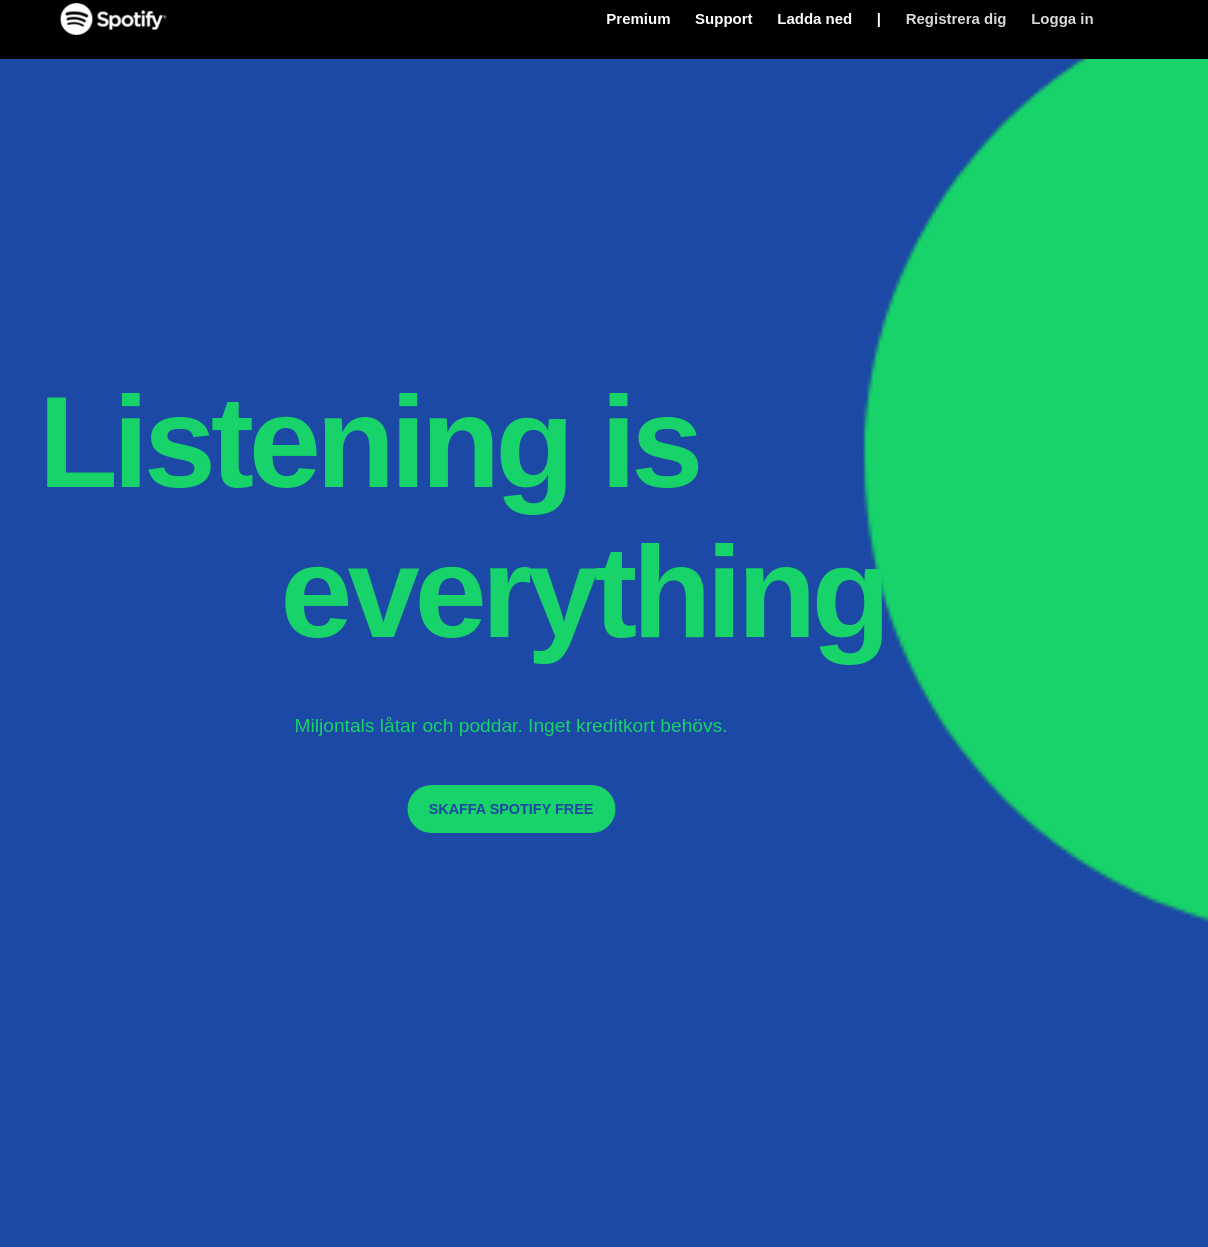 Spotify
Premium Support Ladda ned | Registrera dig Logga in
Listening is
everything
Miljontals låtar och poddar. Inget kreditkort behövs.
SKAFFA SPOTIFY FREE